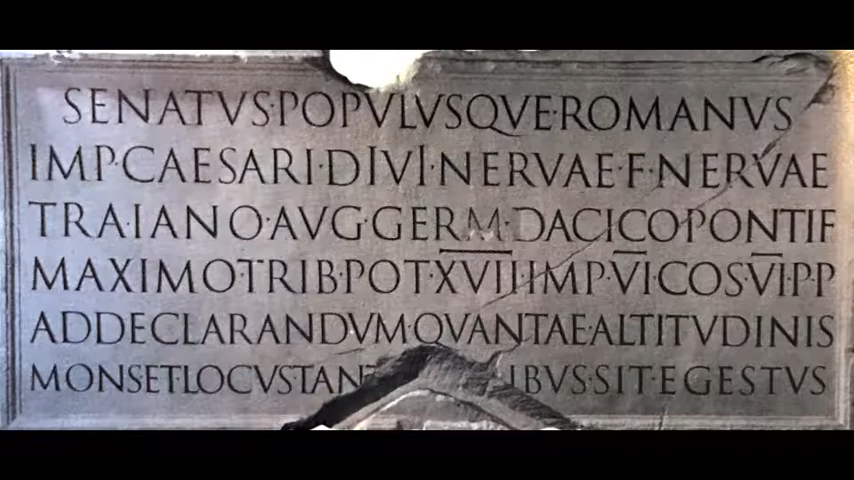 SENATVS·POPVLVSQVE·ROMANVS
IMP·CAESARI·DIVI·NERVAE·F·NERVAE
TRAIANO·AVG·GERM·DACICO·PONTIF
MAXIMO·TRIB·POT·XVII·IMP·VI·COS·VI·P·P
AD·DECLARANDVM·QVANTAE·ALTITVDINIS
MONS·ET·LOCVS·TAN IBVS·SIT·EGESTVS